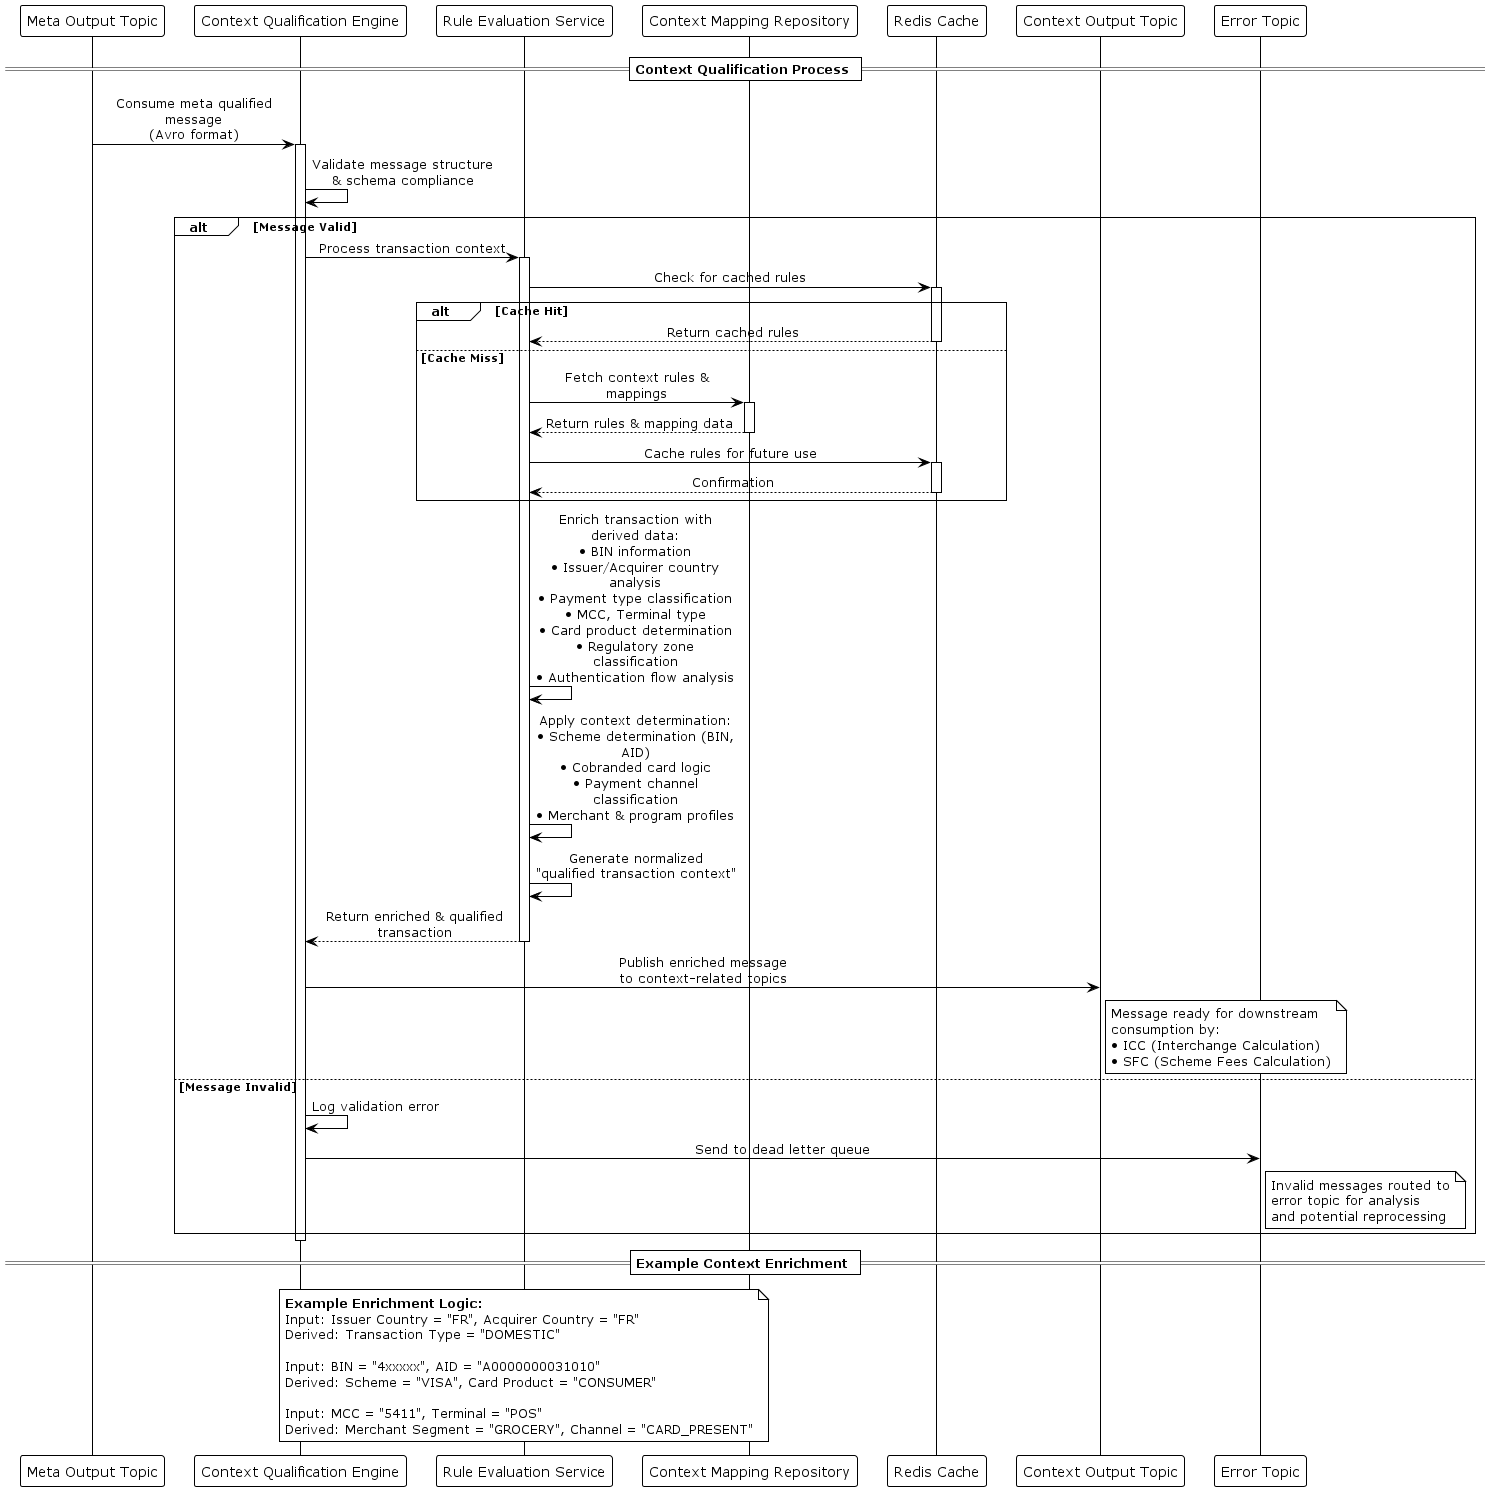 Meta Output Topic
Context Qualification Engine
Rule Evaluation Service
Context Mapping Repository
Redis Cache
Context Output Topic
Error Topic
Context Qualification Process
Consume meta qualified
message
(Avro format)
Validate message structure
& schema compliance
alt
[Message Valid]
Process transaction context
Check for cached rules
alt
[Cache Hit]
Return cached rules
[Cache Miss]
Fetch context rules &
mappings
Return rules & mapping data
Cache rules for future use
Confirmation
Enrich transaction with
derived data:
• BIN information
• Issuer/Acquirer country
analysis
• Payment type classification
• MCC, Terminal type
• Card product determination
• Regulatory zone
classification
• Authentication flow analysis
Apply context determination:
• Scheme determination (BIN,
AID)
• Cobranded card logic
• Payment channel
classification
• Merchant & program profiles
Generate normalized
"qualified transaction context"
Return enriched & qualified
transaction
Publish enriched message
to context-related topics
Message ready for downstream
consumption by:
• ICC (Interchange Calculation)
• SFC (Scheme Fees Calculation)
[Message Invalid]
Log validation error
Send to dead letter queue
Invalid messages routed to
error topic for analysis
and potential reprocessing
Example Context Enrichment
Example Enrichment Logic:
Input: Issuer Country = "FR", Acquirer Country = "FR"
Derived: Transaction Type = "DOMESTIC"
Input: BIN = "4xxxxx", AID = "A0000000031010"
Derived: Scheme = "VISA", Card Product = "CONSUMER"
Input: MCC = "5411", Terminal = "POS"
Derived: Merchant Segment = "GROCERY", Channel = "CARD_PRESENT"
Meta Output Topic
Context Qualification Engine
Rule Evaluation Service
Context Mapping Repository
Redis Cache
Context Output Topic
Error Topic